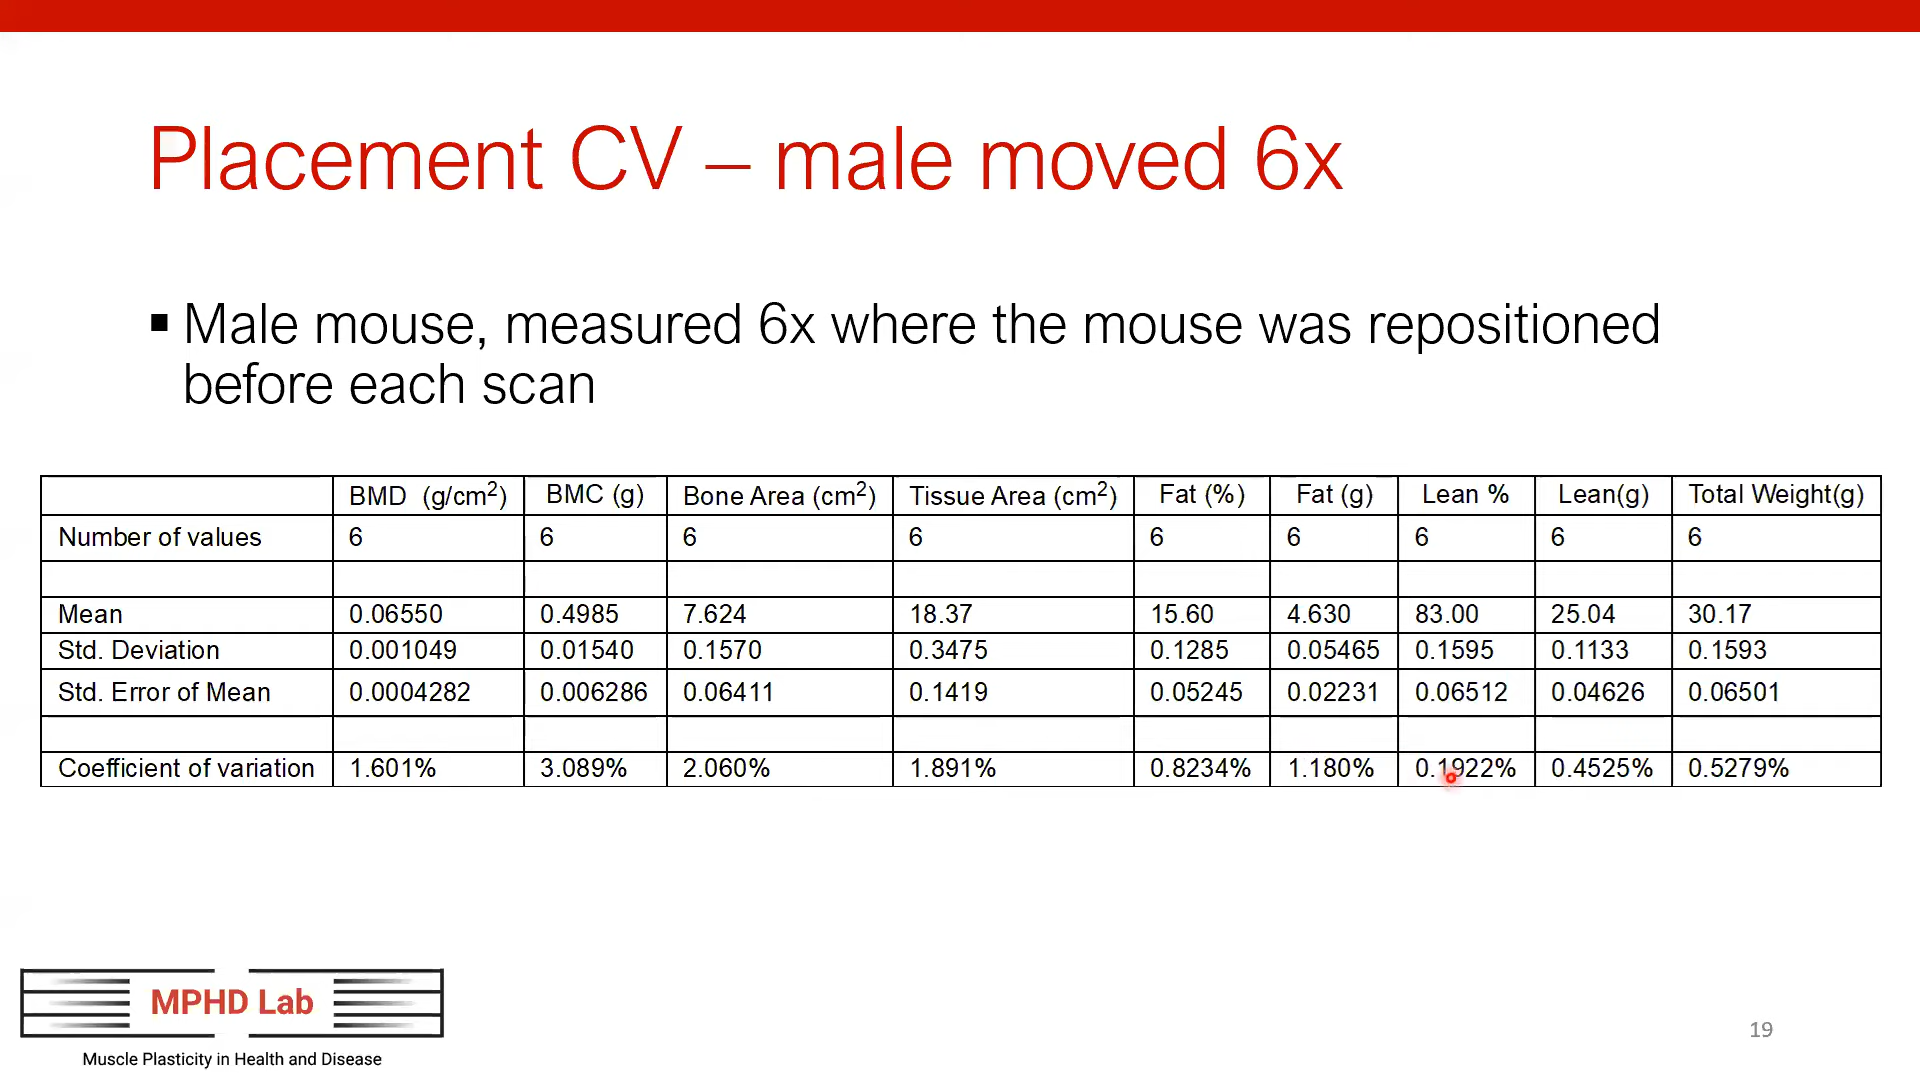 Placement CV – male moved 6x
▪ Male mouse, measured 6x where the mouse was repositioned
before each scan
BMD (g/cm²) BMC (g) Bone Area (cm²) Tissue Area (cm²) Fat (%) Fat (g) Lean % Lean(g) Total Weight(g)
Number of values 6 6 6 6 6 6 6 6 6
Mean 0.06550 0.4985 7.624 18.37 15.60 4.630 83.00 25.04 30.17
Std. Deviation 0.001049 0.01540 0.1570 0.3475 0.1285 0.05465 0.1595 0.1133 0.1593
Std. Error of Mean 0.0004282 0.006286 0.06411 0.1419 0.05245 0.02231 0.06512 0.04626 0.06501
Coefficient of variation 1.601% 3.089% 2.060% 1.891% 0.8234% 1.180% 0.1922% 0.4525% 0.5279%
MPHD Lab
Muscle Plasticity in Health and Disease
19